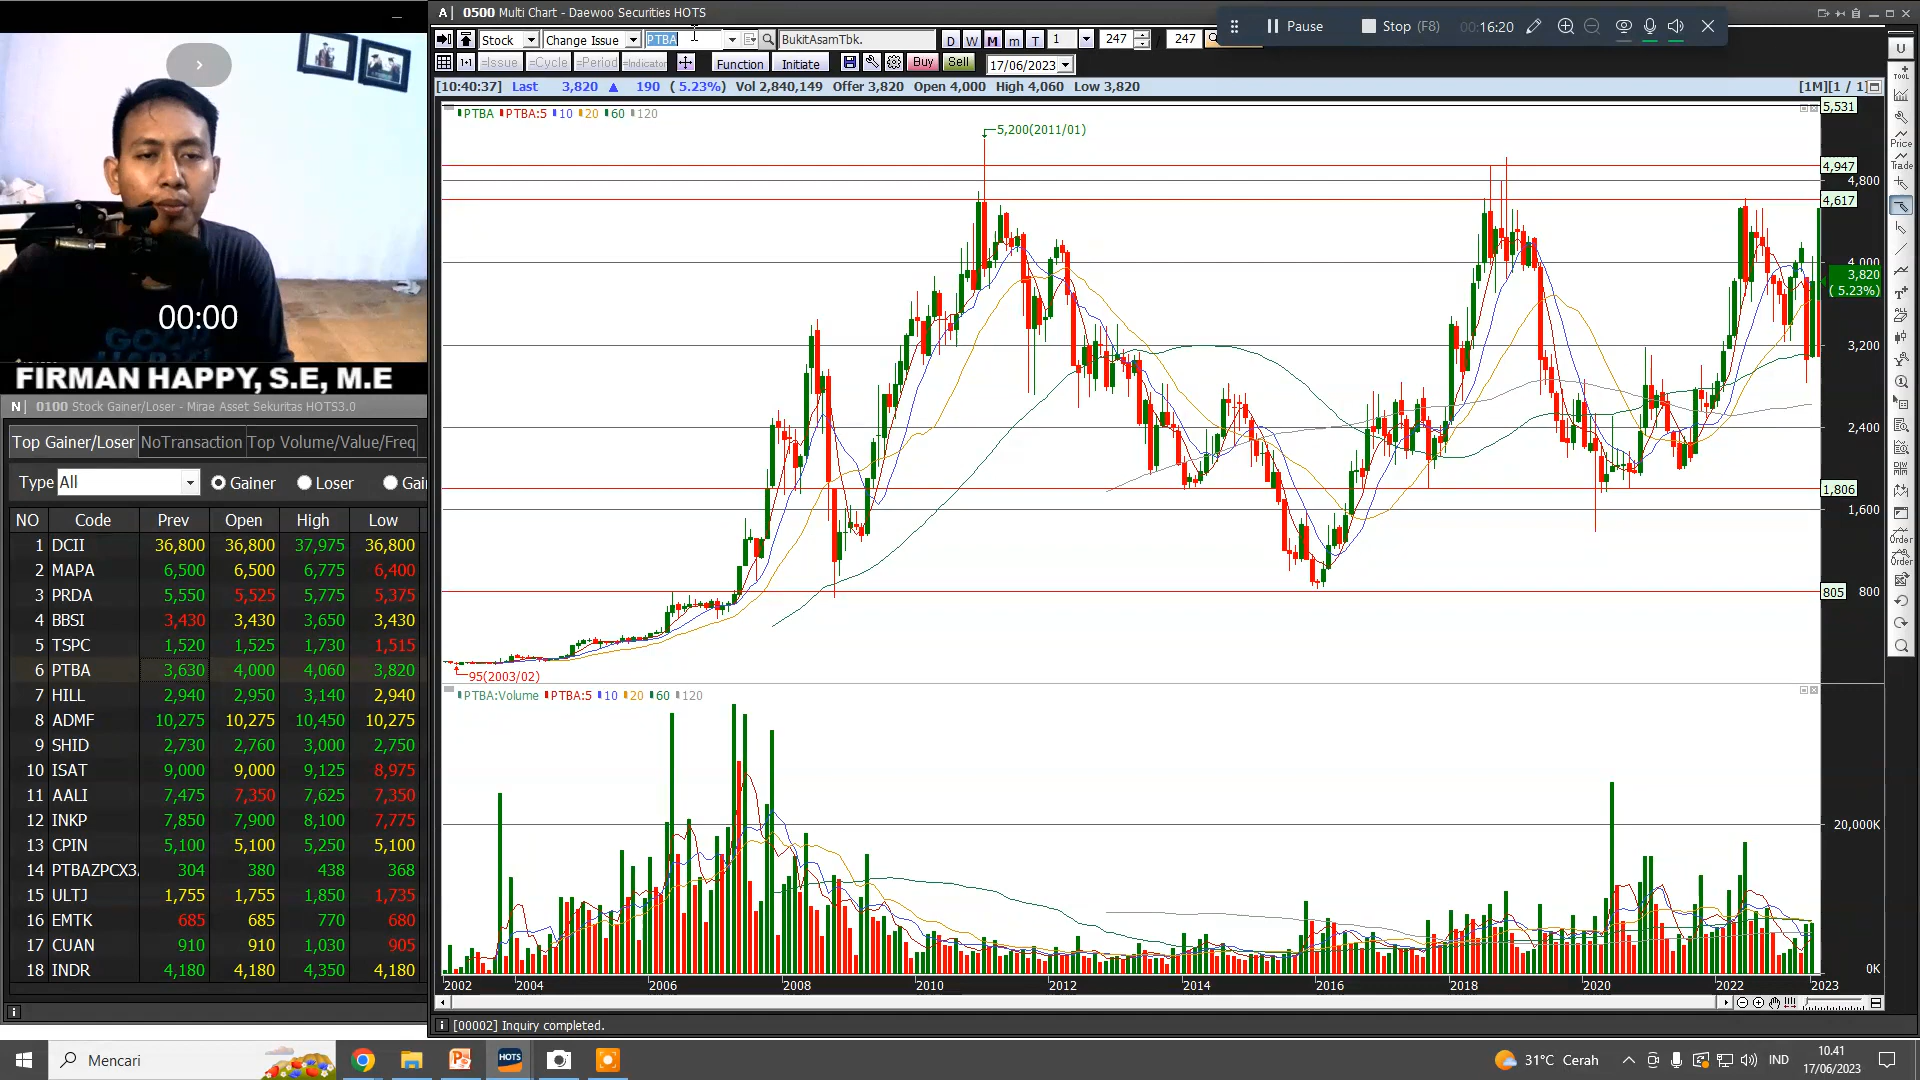 A 0500 Multi Chart - Daewoo Securities HOTS
Pause Stop (F8) 00:16:20
Stock Change Issue PTBA BukitAsamTbk. D W M m T 1 247 / 247
=Issue =Cycle =Period =Indicator Function Initiate Buy Sell 17/06/2023
[10:40:37] Last 3,820 ▲ 190 ( 5.23%) Vol 2,840,149 Offer 3,820 Open 4,000 High 4,060 Low 3,820 [1M][1 / 1]
PTBA PTBA:5 10 20 60 120
5,200(2011/01)
5,531
4,947
4,800
4,617
4,000
3,820
( 5.23%)
3,200
2,400
1,806
1,600
805 800
95(2003/02)
PTBA:Volume PTBA:5 10 20 60 120
20,000K
0K
2002 2004 2006 2008 2010 2012 2014 2016 2018 2020 2022 2023
[00002] Inquiry completed.
U
TOOL
Price
Trade
Order
Order
00:00
FIRMAN HAPPY, S.E, M.E
N 0100 Stock Gainer/Loser - Mirae Asset Sekuritas HOTS3.0
Top Gainer/Loser NoTransaction Top Volume/Value/Freq
Type All Gainer Loser Gai
NO Code Prev Open High Low
1 DCII 36,800 36,800 37,975 36,800
2 MAPA 6,500 6,500 6,775 6,400
3 PRDA 5,550 5,525 5,775 5,375
4 BBSI 3,430 3,430 3,650 3,430
5 TSPC 1,520 1,525 1,730 1,515
6 PTBA 3,630 4,000 4,060 3,820
7 HILL 2,940 2,950 3,140 2,940
8 ADMF 10,275 10,275 10,450 10,275
9 SHID 2,730 2,760 3,000 2,750
10 ISAT 9,000 9,000 9,125 8,975
11 AALI 7,475 7,350 7,625 7,350
12 INKP 7,850 7,900 8,100 7,775
13 CPIN 5,100 5,100 5,250 5,100
14 PTBAZPCX3. 304 380 438 368
15 ULTJ 1,755 1,755 1,850 1,735
16 EMTK 685 685 770 680
17 CUAN 910 910 1,030 905
18 INDR 4,180 4,180 4,350 4,180
Mencari HOTS 31°C Cerah IND 10.41
17/06/2023